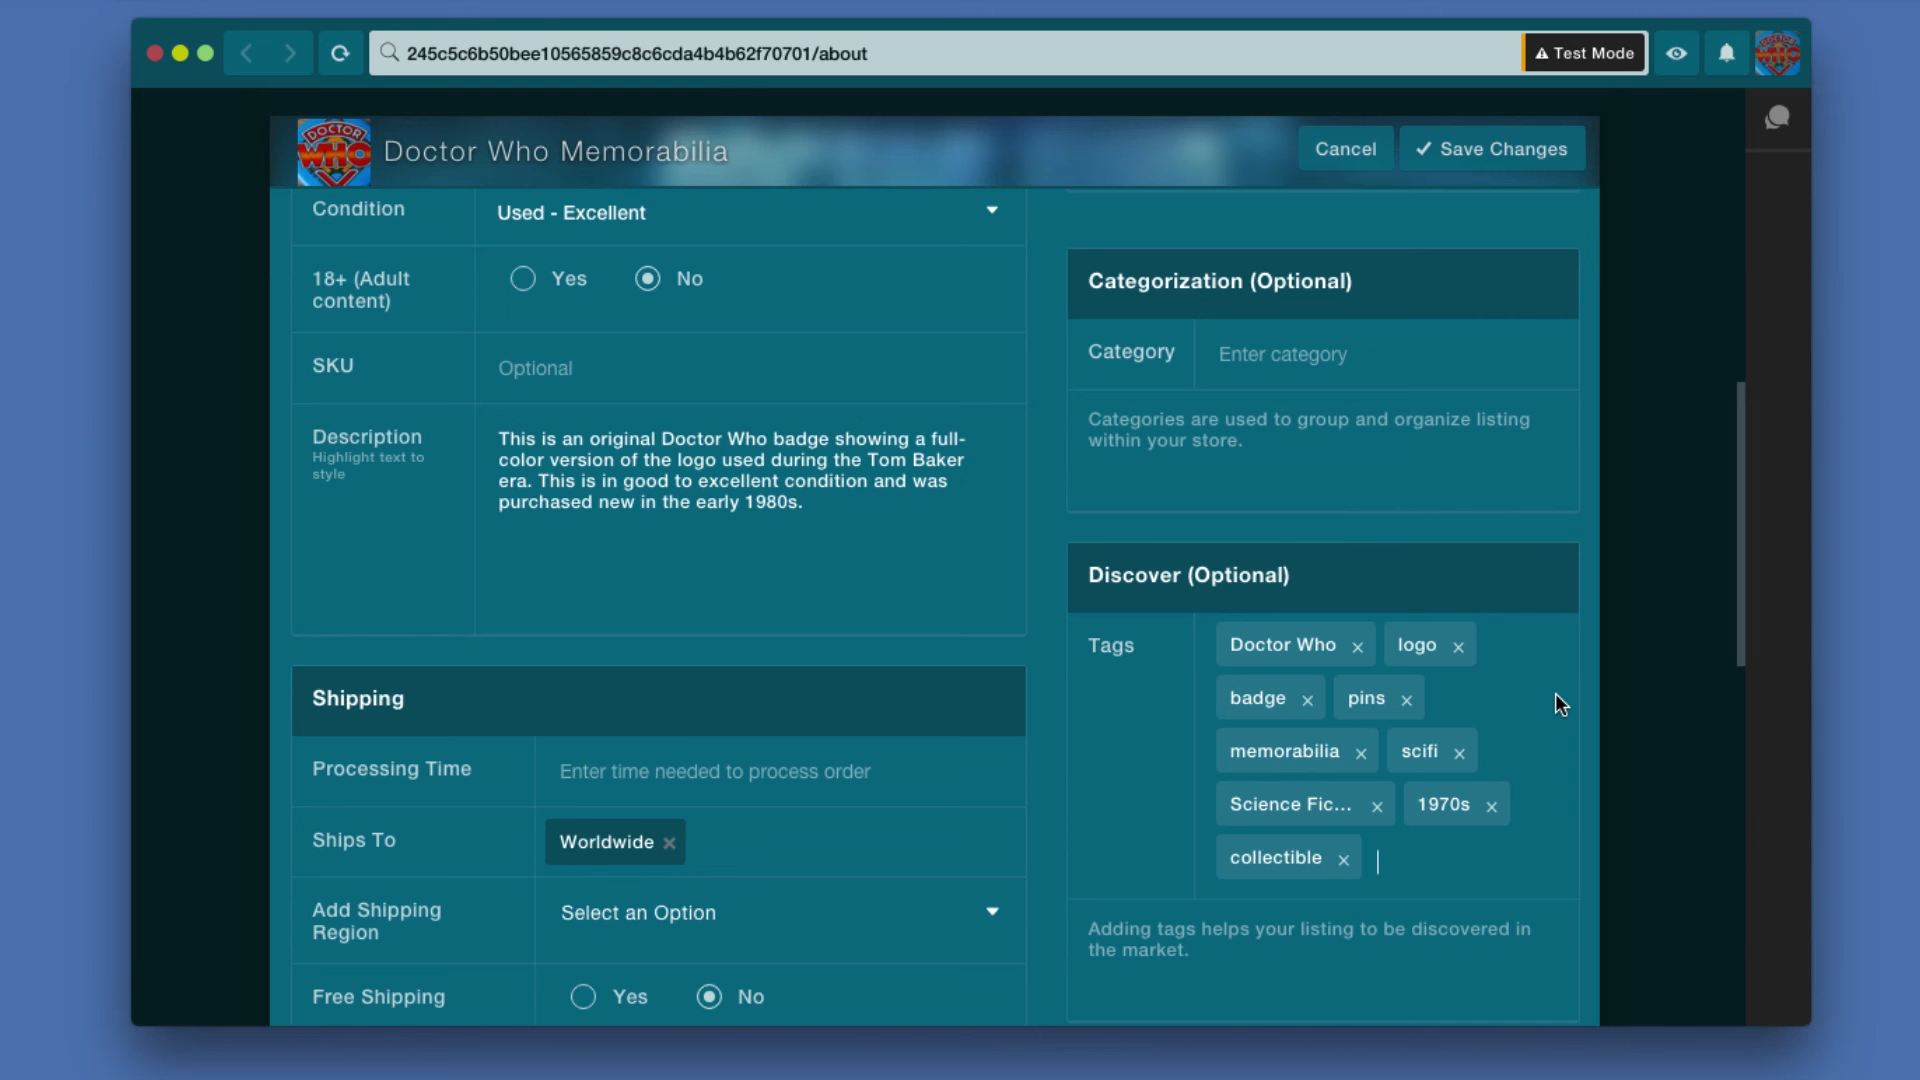 245c5c6b50bee10565859c8c6cda4b4b62f70701/about
Test Mode
DOCTOR
WHO
Doctor Who Memorabilia
Cancel
Save Changes
Condition
Used - Excellent
18+ (Adult
content)
Yes
No
SKU
Optional
Description
Highlight text to
style
This is an original Doctor Who badge showing a full-
color version of the logo used during the Tom Baker
era. This is in good to excellent condition and was
purchased new in the early 1980s.
Shipping
Processing Time
Enter time needed to process order
Ships To
Worldwide
Add Shipping
Region
Select an Option
Free Shipping
Yes
No
Categorization (Optional)
Category
Enter category
Categories are used to group and organize listing
within your store.
Discover (Optional)
Tags
Doctor Who
logo
badge
pins
memorabilia
scifi
Science Fic...
1970s
collectible
Adding tags helps your listing to be discovered in
the market.